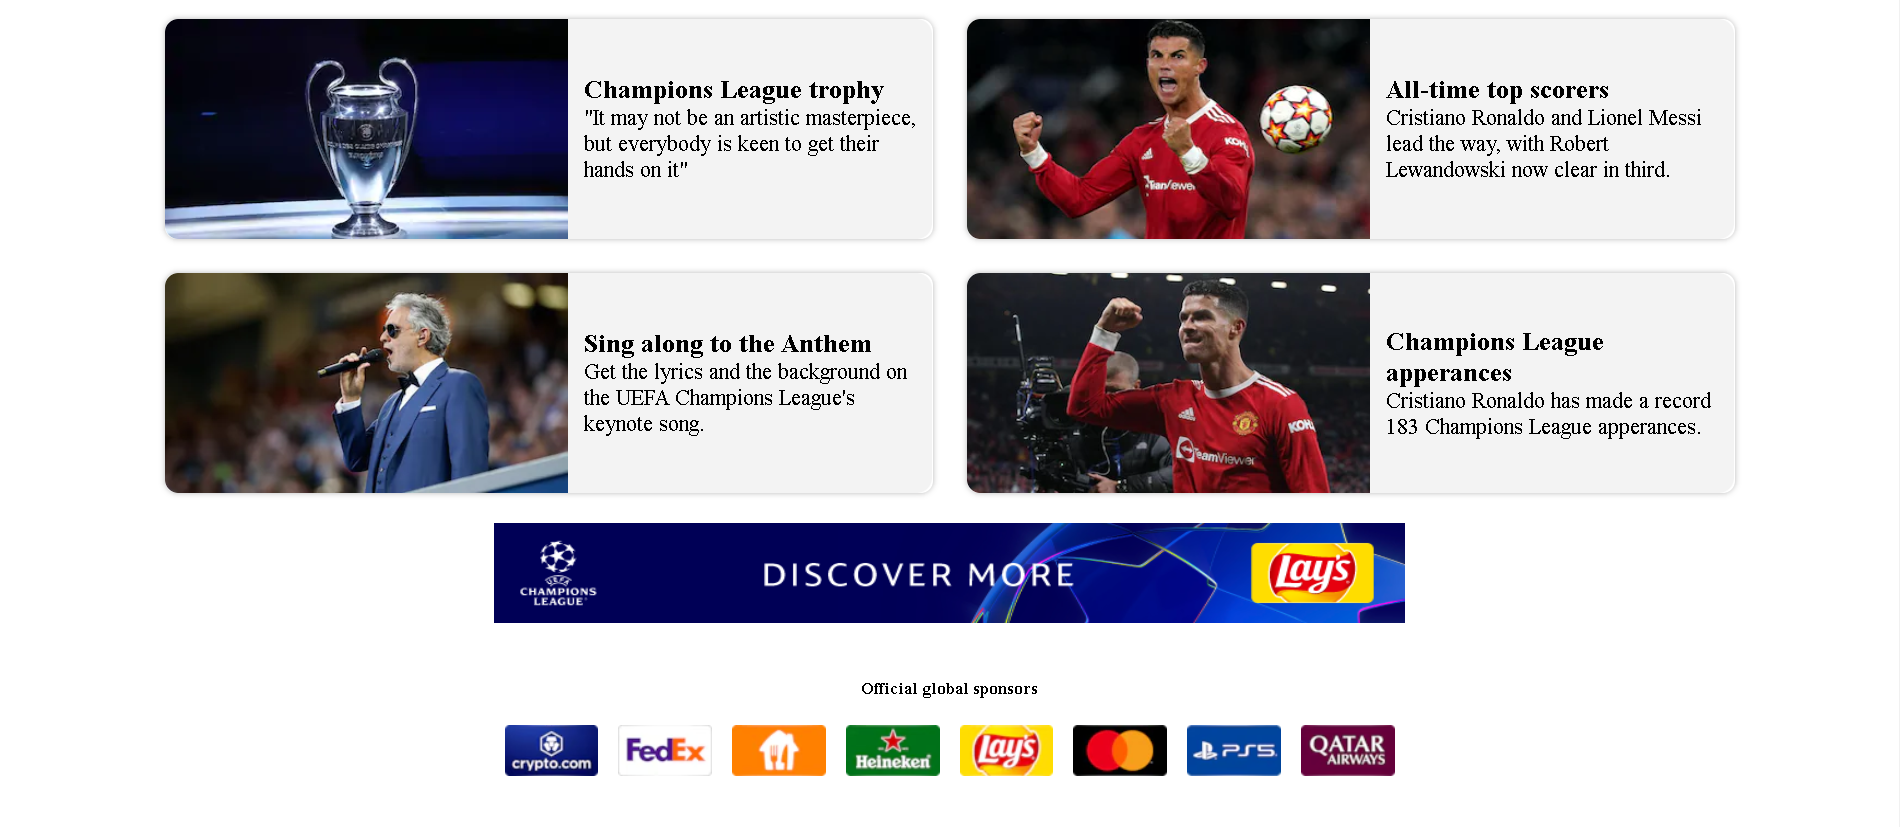 Champions League trophy
"It may not be an artistic masterpiece,
but everybody is keen to get their
hands on it"
All-time top scorers
Cristiano Ronaldo and Lionel Messi
lead the way, with Robert
Lewandowski now clear in third.
KOHL
TeamViewer
Sing along to the Anthem
Get the lyrics and the background on
the UEFA Champions League's
keynote song.
Champions League
apperances
Cristiano Ronaldo has made a record
183 Champions League apperances.
KOHL
TeamViewer
UEFA
CHAMPIONS
LEAGUE
DISCOVER MORE
Lay's
Official global sponsors
crypto.com
FedEx
Heineken
Lay's
PS5
QATAR
AIRWAYS